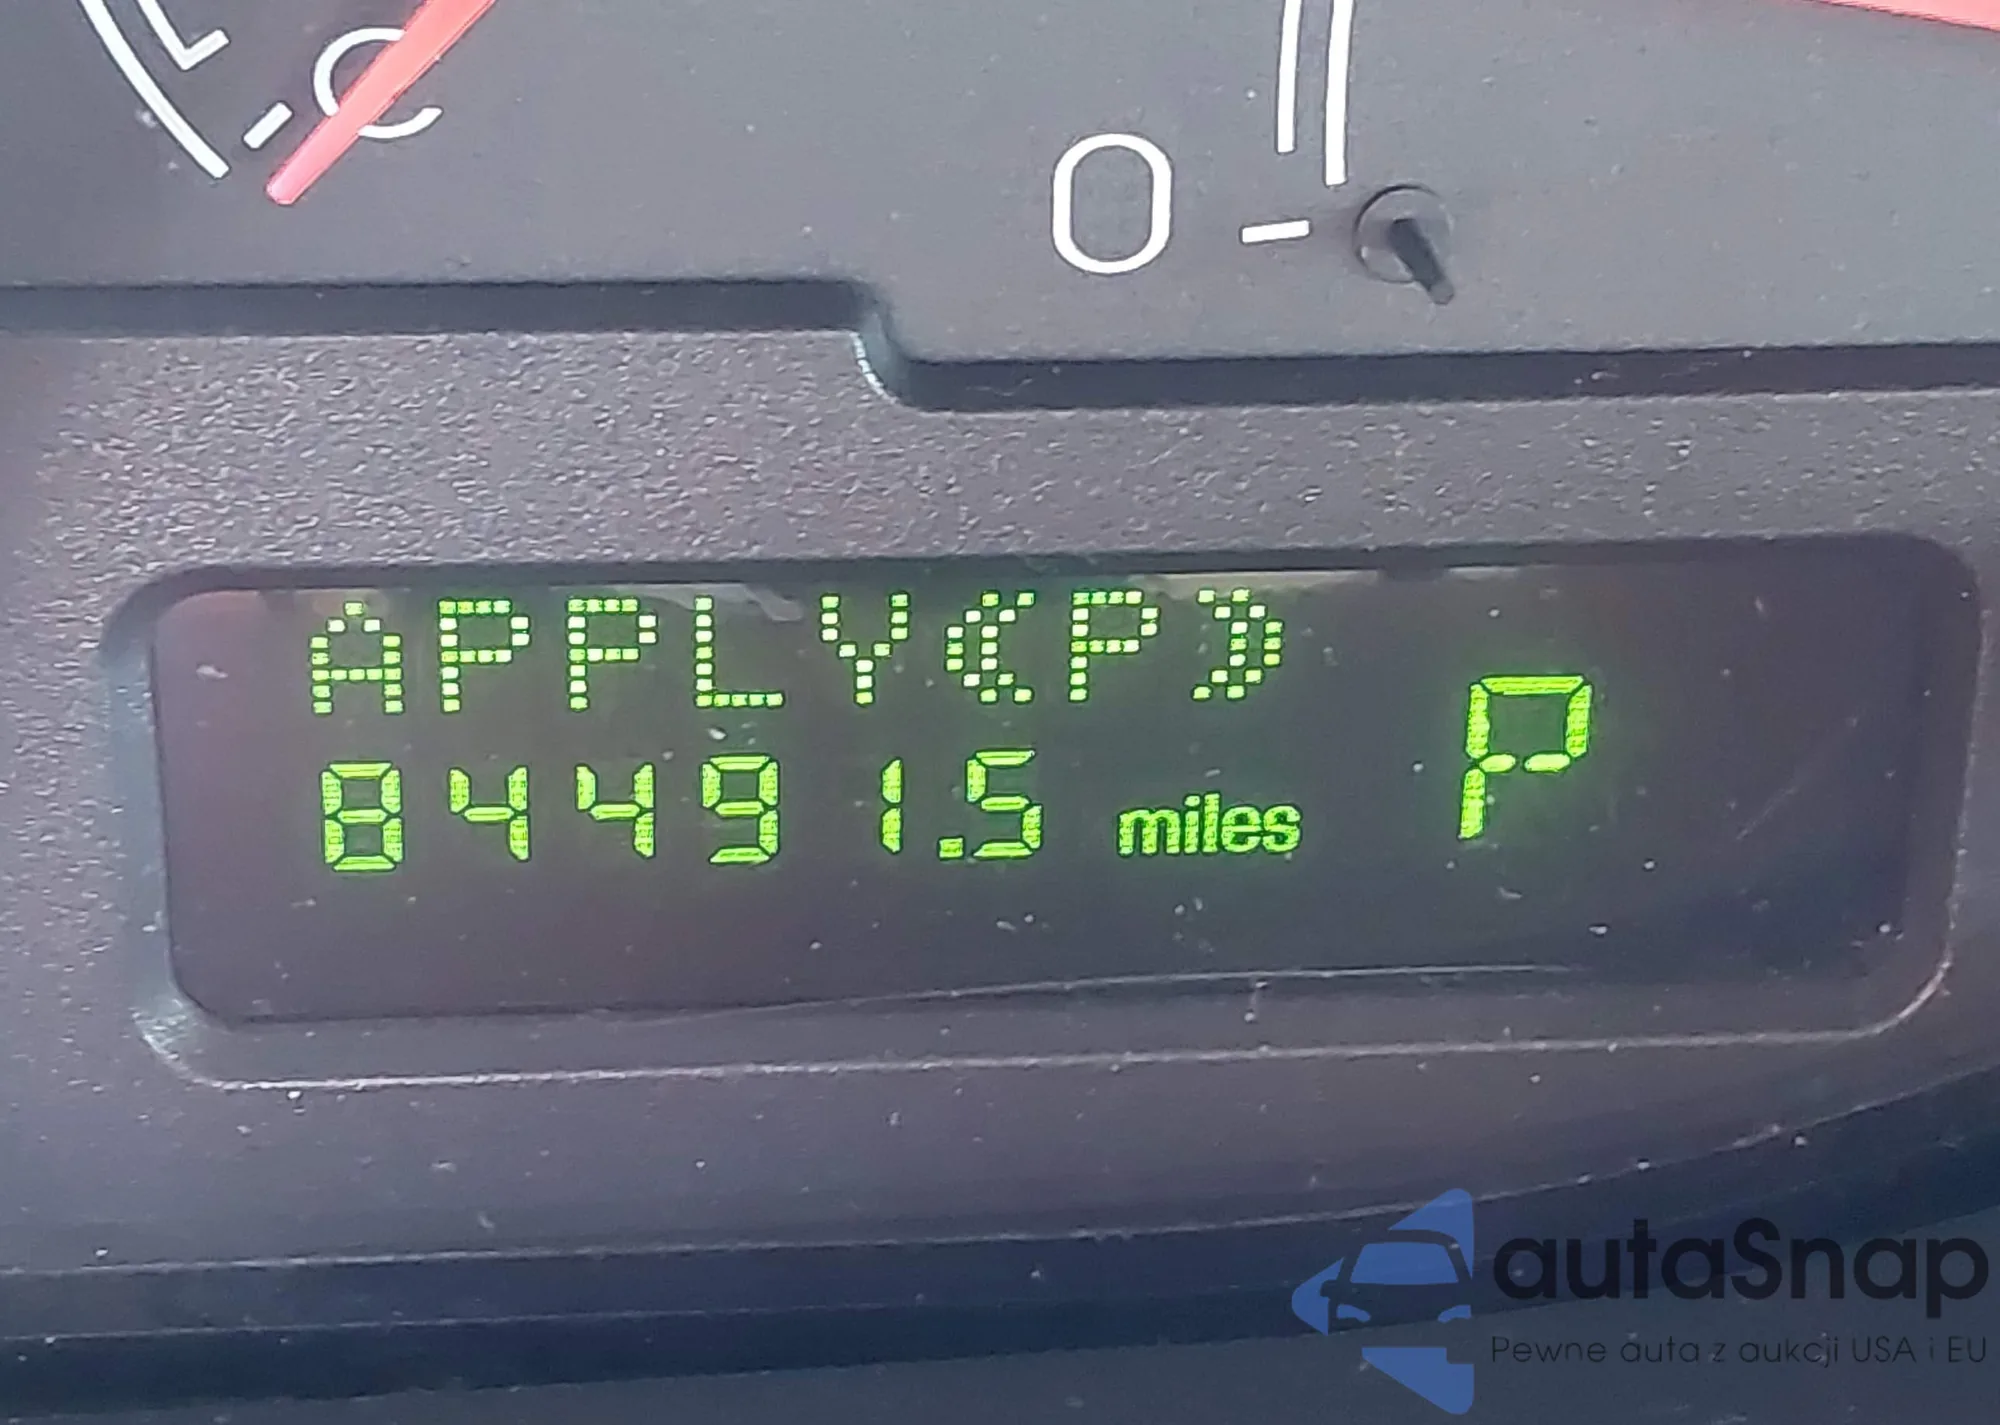 C
0
APPLY((P))
84491.5 miles P
autaSnap
Pewne auta z aukcji USA i EU